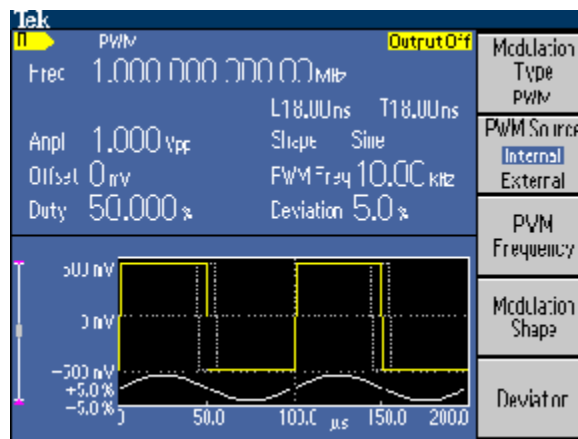 Tek
PWM Output Off
Freq 1.000 000 000 00 MHz
L18.00ns T18.00ns
Ampl 1.000 Vpp Shape Sine
Offset 0 mV PWM Freq 10.00 kHz
Duty 50.000 % Deviation 5.0 %
500 mV
0 mV
-500 mV
+5.0 %
-5.0 %
0 50.0 100.0 µs 150.0 200.0
Modulation
Type
PWM
PWM Source
Internal
External
PWM
Frequency
Modulation
Shape
Deviation